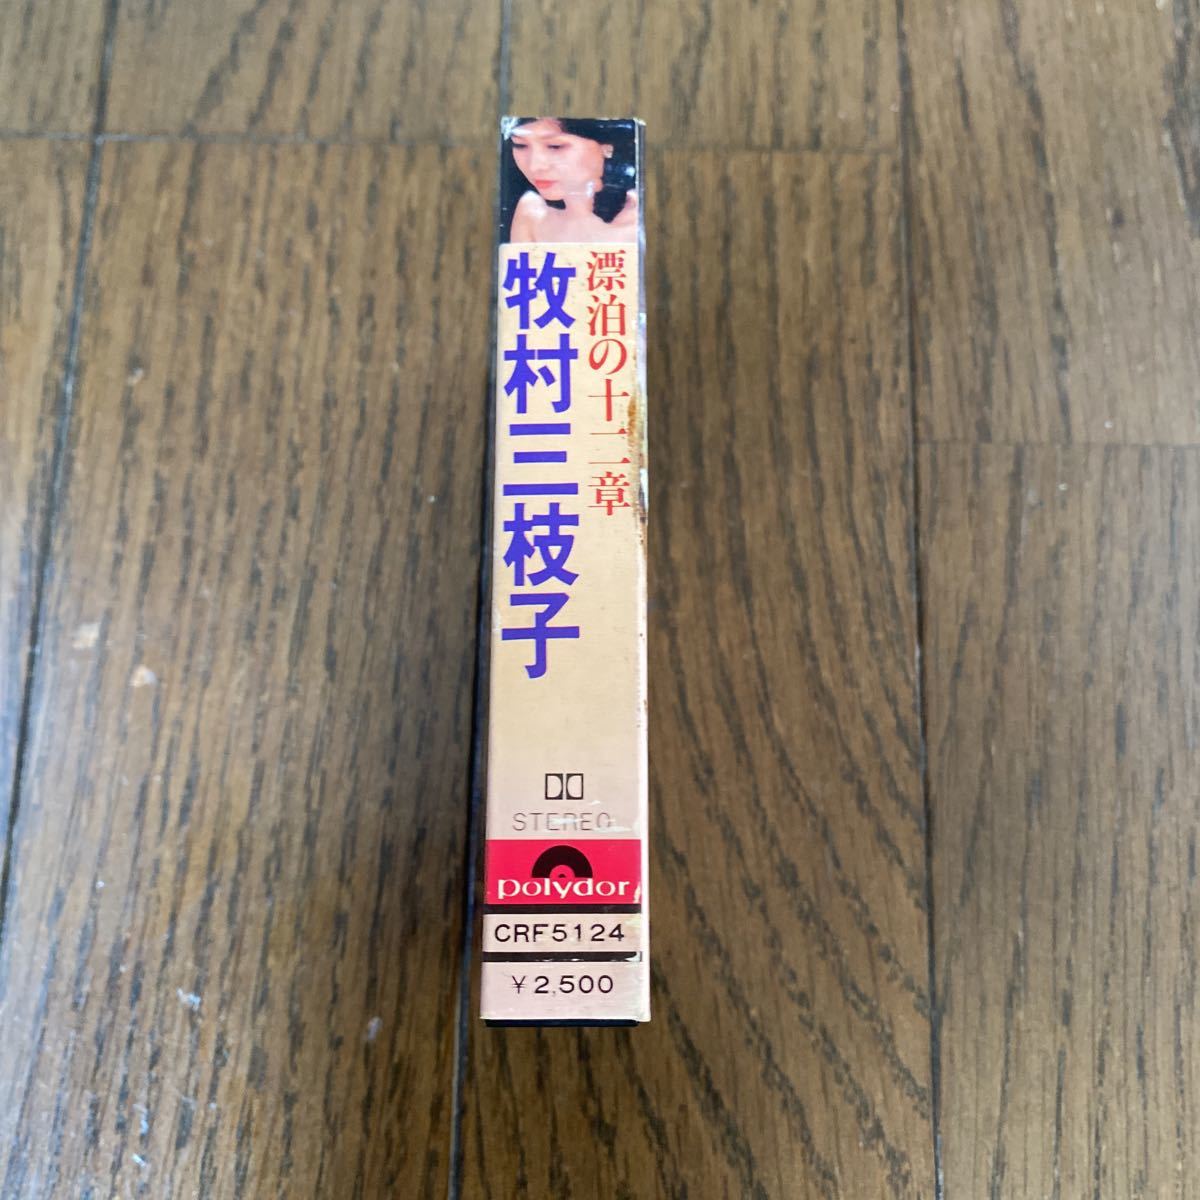 漂泊の十二章
牧村三枝子
STEREO
polydor
CRF5124
￥2,500